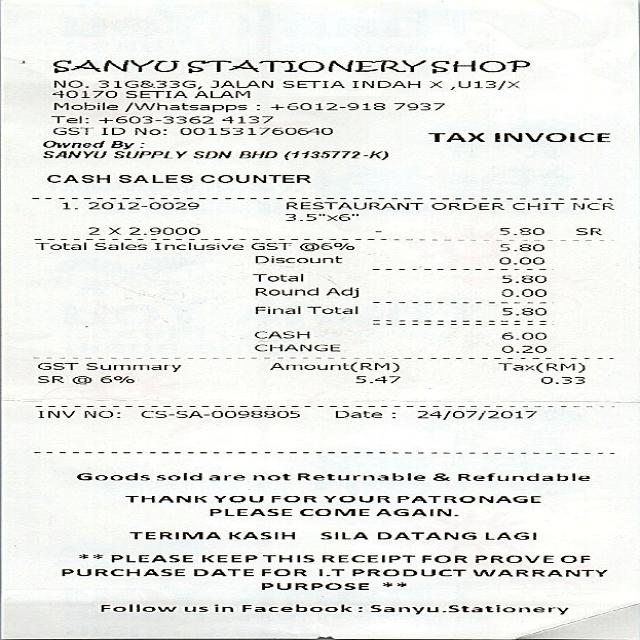 SANYU STATIONERY SHOP
NO. 31G&33G, JALAN SETIA INDAH X ,U13/X
40170 SETIA ALAM
Mobile /Whatsapps : +6012-918 7937
Tel: +603-3362 4137
GST ID No: 001531760640
TAX INVOICE
Owned By :
SANYU SUPPLY SDN BHD (1135772-K)
CASH SALES COUNTER
1. 2012-0029 RESTAURANT ORDER CHIT NCR
3.5"x6"
2 X 2.9000 - 5.80 SR
Total Sales Inclusive GST @6% 5.80
Discount 0.00
Total 5.80
Round Adj 0.00
Final Total 5.80
CASH 6.00
CHANGE 0.20
GST Summary Amount(RM) Tax(RM)
SR @ 6% 5.47 0.33
INV NO: CS-SA-0098805 Date : 24/07/2017
Goods sold are not Returnable & Refundable
THANK YOU FOR YOUR PATRONAGE
PLEASE COME AGAIN.
TERIMA KASIH SILA DATANG LAGI
** PLEASE KEEP THIS RECEIPT FOR PROVE OF
PURCHASE DATE FOR I.T PRODUCT WARRANTY
PURPOSE **
Follow us in Facebook : Sanyu.Stationery